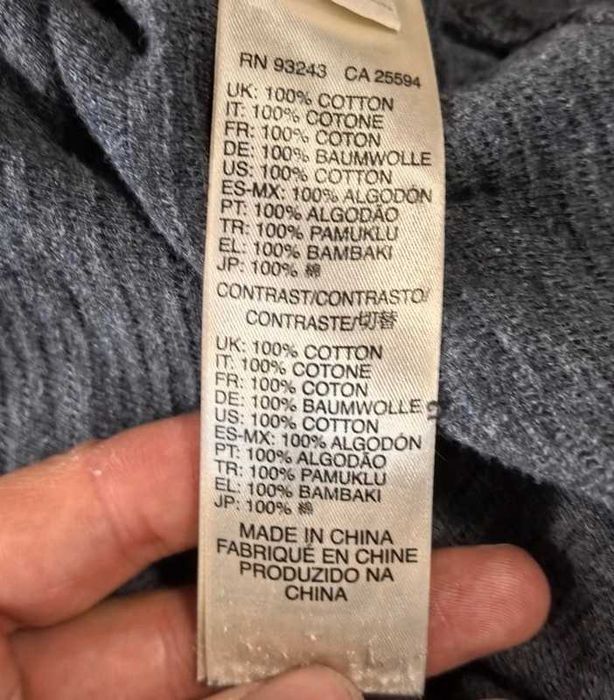 RN 93243 CA 25594
UK: 100% COTTON
IT: 100% COTONE
FR: 100% COTON
DE: 100% BAUMWOLLE
US: 100% COTTON
ES-MX: 100% ALGODÓN
PT: 100% ALGODÃO
TR: 100% PAMUKLU
EL: 100% BAMBAKI
JP: 100% 綿
CONTRAST/CONTRASTO/
CONTRASTE/切替
UK: 100% COTTON
IT: 100% COTONE
FR: 100% COTON
DE: 100% BAUMWOLLE
US: 100% COTTON
ES-MX: 100% ALGODÓN
PT: 100% ALGODÃO
TR: 100% PAMUKLU
EL: 100% BAMBAKI
JP: 100% 綿
MADE IN CHINA
FABRIQUÉ EN CHINE
PRODUZIDO NA
CHINA